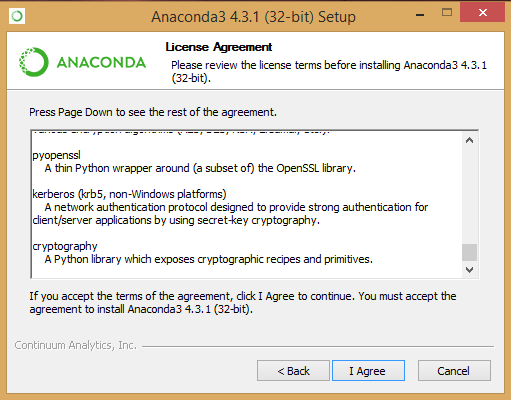 Anaconda3 4.3.1 (32-bit) Setup
ANACONDA
License Agreement
Please review the license terms before installing Anaconda3 4.3.1
(32-bit).
Press Page Down to see the rest of the agreement.
pyopenssl
A thin Python wrapper around (a subset of) the OpenSSL library.
kerberos (krb5, non-Windows platforms)
A network authentication protocol designed to provide strong authentication for
client/server applications by using secret-key cryptography.
cryptography
A Python library which exposes cryptographic recipes and primitives.
If you accept the terms of the agreement, click I Agree to continue. You must accept the
agreement to install Anaconda3 4.3.1 (32-bit).
Continuum Analytics, Inc.
< Back
I Agree
Cancel